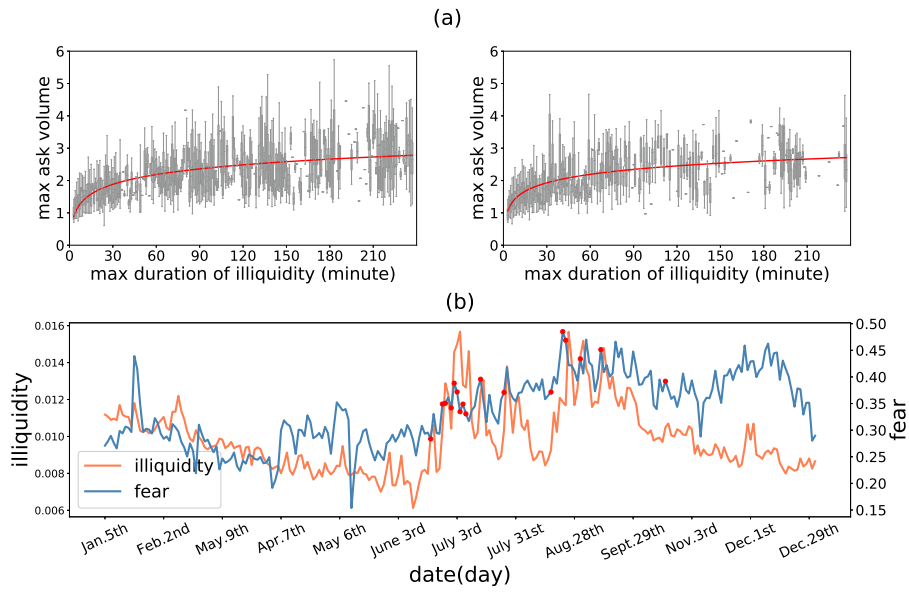 (a)
max ask volume
6
5
4
3
2
1
0
0 30 60 90 120 150 180 210
max duration of illiquidity (minute)
max ask volume
6
5
4
3
2
1
0
0 30 60 90 120 150 180 210
max duration of illiquidity (minute)
(b)
illiquidity
0.016
0.014
0.012
0.010
0.008
0.006
illiquidity
fear
0.50
0.45
0.40
0.35
0.30
0.25
0.20
0.15
fear
Jan.5th Feb.2nd May.9th Apr.7th May 6th June 3rd July 3rd July 31st Aug.28th Sept.29th Nov.3rd Dec.1th Dec.29th
date(day)